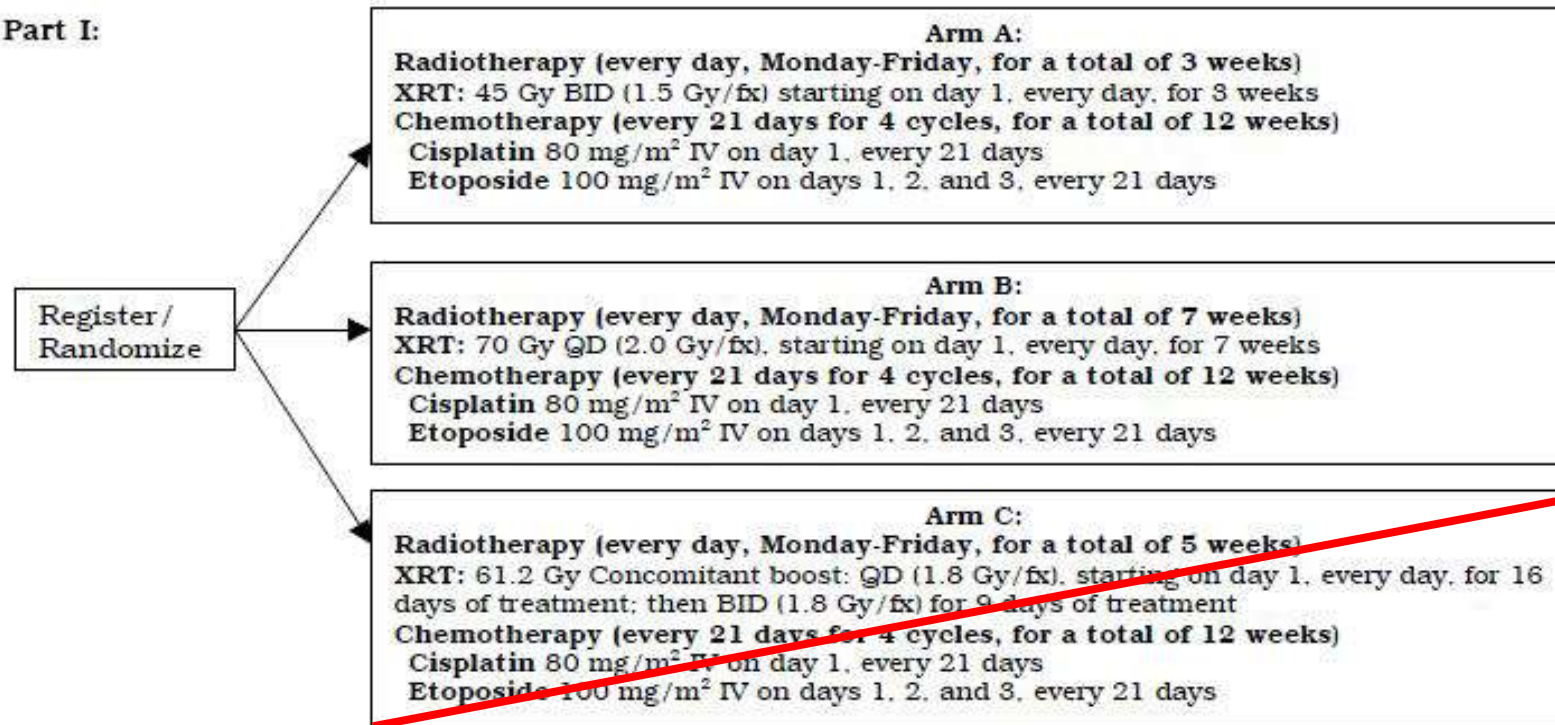 Part I:
Arm A:
Radiotherapy (every day, Monday-Friday, for a total of 3 weeks)
XRT: 45 Gy BID (1.5 Gy/fx) starting on day 1, every day, for 3 weeks
Chemotherapy (every 21 days for 4 cycles, for a total of 12 weeks)
Cisplatin 80 mg/m² IV on day 1, every 21 days
Etoposide 100 mg/m² IV on days 1, 2, and 3, every 21 days
Register/
Randomize
Arm B:
Radiotherapy (every day, Monday-Friday, for a total of 7 weeks)
XRT: 70 Gy QD (2.0 Gy/fx), starting on day 1, every day, for 7 weeks
Chemotherapy (every 21 days for 4 cycles, for a total of 12 weeks)
Cisplatin 80 mg/m² IV on day 1, every 21 days
Etoposide 100 mg/m² IV on days 1, 2, and 3, every 21 days
Arm C:
Radiotherapy (every day, Monday-Friday, for a total of 5 weeks)
XRT: 61.2 Gy Concomitant boost: QD (1.8 Gy/fx), starting on day 1, every day, for 16
days of treatment; then BID (1.8 Gy/fx) for 9 days of treatment
Chemotherapy (every 21 days for 4 cycles, for a total of 12 weeks)
Cisplatin 80 mg/m² IV on day 1, every 21 days
Etoposide 100 mg/m² IV on days 1, 2, and 3, every 21 days